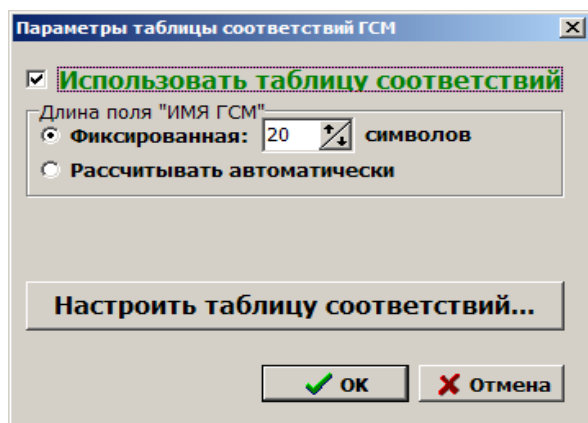 Параметры таблицы соответствий ГСМ
Использовать таблицу соответствий
Длина поля "ИМЯ ГСМ"
Фиксированная: 20 символов
Рассчитывать автоматически
Настроить таблицу соответствий...
ОК Отмена